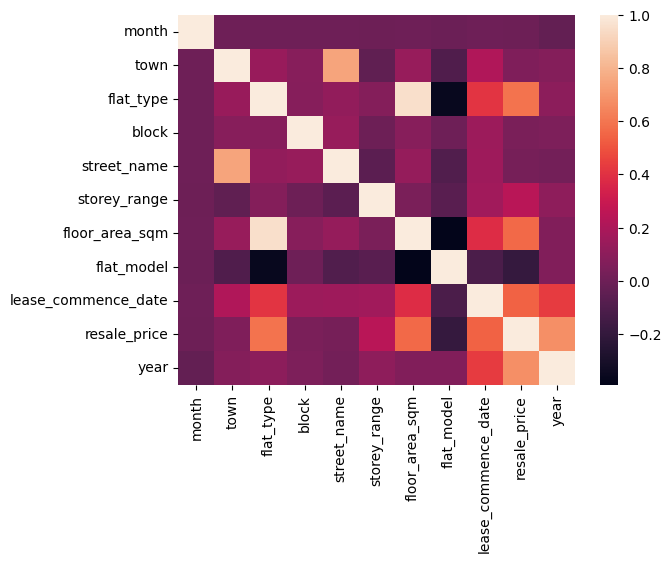 month
town
flat_type
block
street_name
storey_range
floor_area_sqm
flat_model
lease_commence_date
resale_price
year
month
town
flat_type
block
street_name
storey_range
floor_area_sqm
flat_model
lease_commence_date
resale_price
year
1.0
0.8
0.6
0.4
0.2
0.0
−0.2